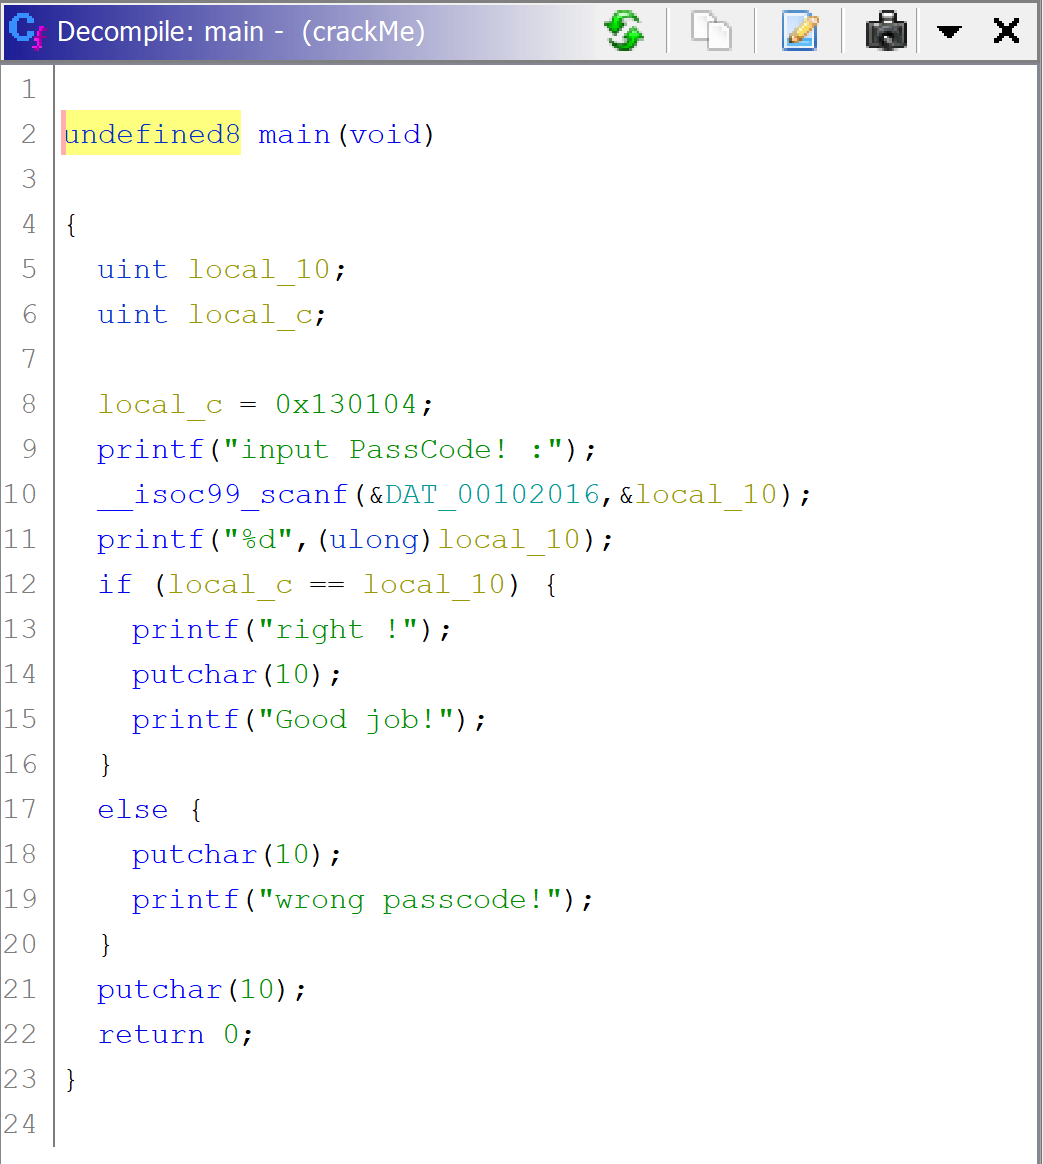 Decompile: main - (crackMe)
1
2 undefined8 main(void)
3
4 {
5 uint local_10;
6 uint local_c;
7
8 local_c = 0x130104;
9 printf("input PassCode! :");
10 __isoc99_scanf(&DAT_00102016,&local_10);
11 printf("%d",(ulong)local_10);
12 if (local_c == local_10) {
13 printf("right !");
14 putchar(10);
15 printf("Good job!");
16 }
17 else {
18 putchar(10);
19 printf("wrong passcode!");
20 }
21 putchar(10);
22 return 0;
23 }
24